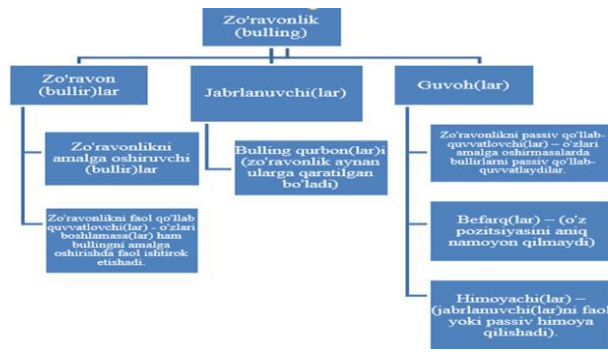 Zo'ravonlik
(bulling)
Zo'ravon
(bullir)lar
Zo'ravonlikni
amalga oshiruvchi
(bullir)lar
Zo'ravonlikni faol qo'llab
quvvatlovchi(lar) - o'zlari
boshlamasa(lar) ham
bullingni amalga
oshirishda faol ishtirok
etishadi.
Jabrlanuvchi(lar)
Bulling qurbon(lar)i
(zo'ravonlik aynan
ularga qaratilgan
bo'ladi)
Guvoh(lar)
Zo'ravonlikni passiv qo'llab-
quvvatlovchi(lar) – o'zlari
amalga oshirmasalarda
bullirlarni passiv qo'llab-
quvvatlaydilar.
Befarq(lar) – (o'z
pozitsiyasini aniq
namoyon qilmaydi)
Himoyachi(lar) –
(jabrlanuvchi(lar)ni faol
yoki passiv himoya
qilishadi).